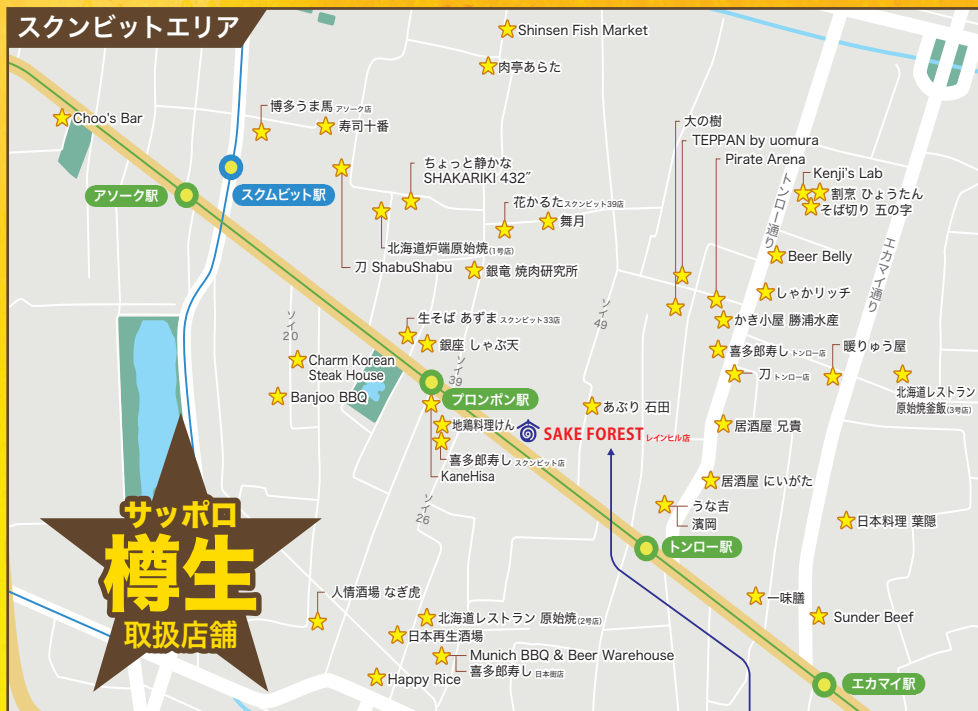 スクンビットエリア
Shinsen Fish Market
肉亭あらた
Choo's Bar
博多うま馬 アソーク店
寿司十番
大の樹
TEPPAN by uomura
Pirate Arena
ちょっと静かな
SHAKARIKI 432″
Kenji's Lab
割烹 ひょうたん
そば切り 五の字
アソーク駅
スクムビット駅
花かるた スクンビット39店
舞月
トンロー通り
エカマイ通り
北海道炉端原始焼(1号店)
刀 ShabuShabu
銀竜 焼肉研究所
Beer Belly
しゃかリッチ
ソイ
20
ソイ
49
生そば あずま スクンビット33店
銀座 しゃぶ天
かき小屋 勝浦水産
喜多郎寿し トンロー店
暖りゅう屋
Charm Korean
Steak House
ソイ
39
刀 トンロー店
Banjoo BBQ
プロンポン駅
あぶり 石田
北海道レストラン
原始焼釜飯(3号店)
地鶏料理けん
SAKE FOREST レインヒル店
居酒屋 兄貴
喜多郎寿し スクンビット店
KaneHisa
居酒屋 にいがた
ソイ
26
うな吉
濱岡
日本料理 葉隠
サッポロ
樽生
取扱店舗
トンロー駅
人情酒場 なぎ虎
一味膳
北海道レストラン 原始焼(2号店)
Sunder Beef
日本再生酒場
Munich BBQ & Beer Warehouse
喜多郎寿し 日本街店
Happy Rice
エカマイ駅